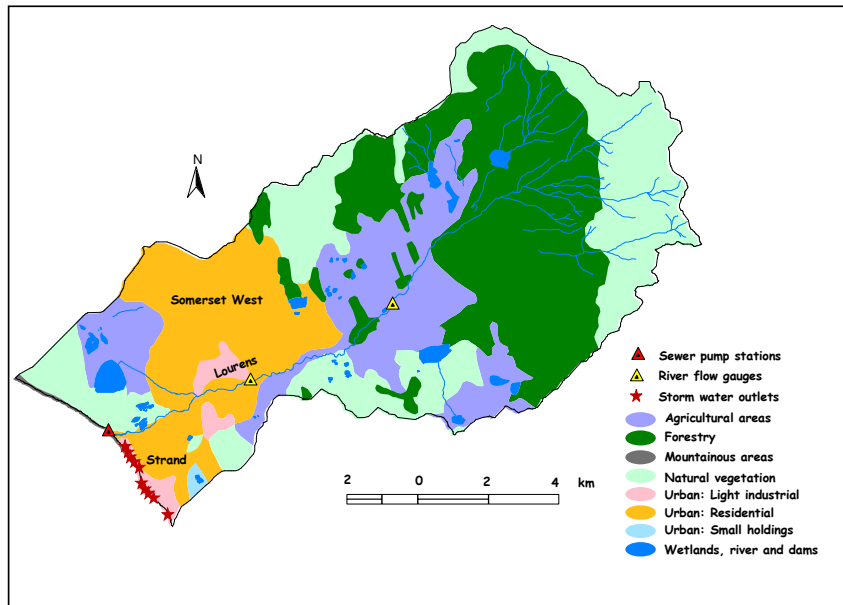 N
Somerset West
Lourens
Strand
Sewer pump stations
River flow gauges
Storm water outlets
Agricultural areas
Forestry
Mountainous areas
Natural vegetation
Urban: Light industrial
Urban: Residential
Urban: Small holdings
Wetlands, river and dams
2 0 2 4 km